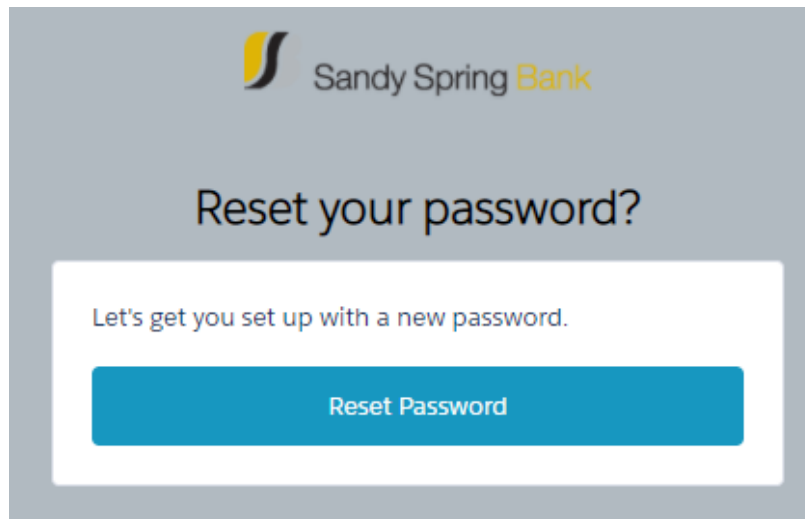 Sandy Spring Bank
Reset your password?
Let's get you set up with a new password.
Reset Password